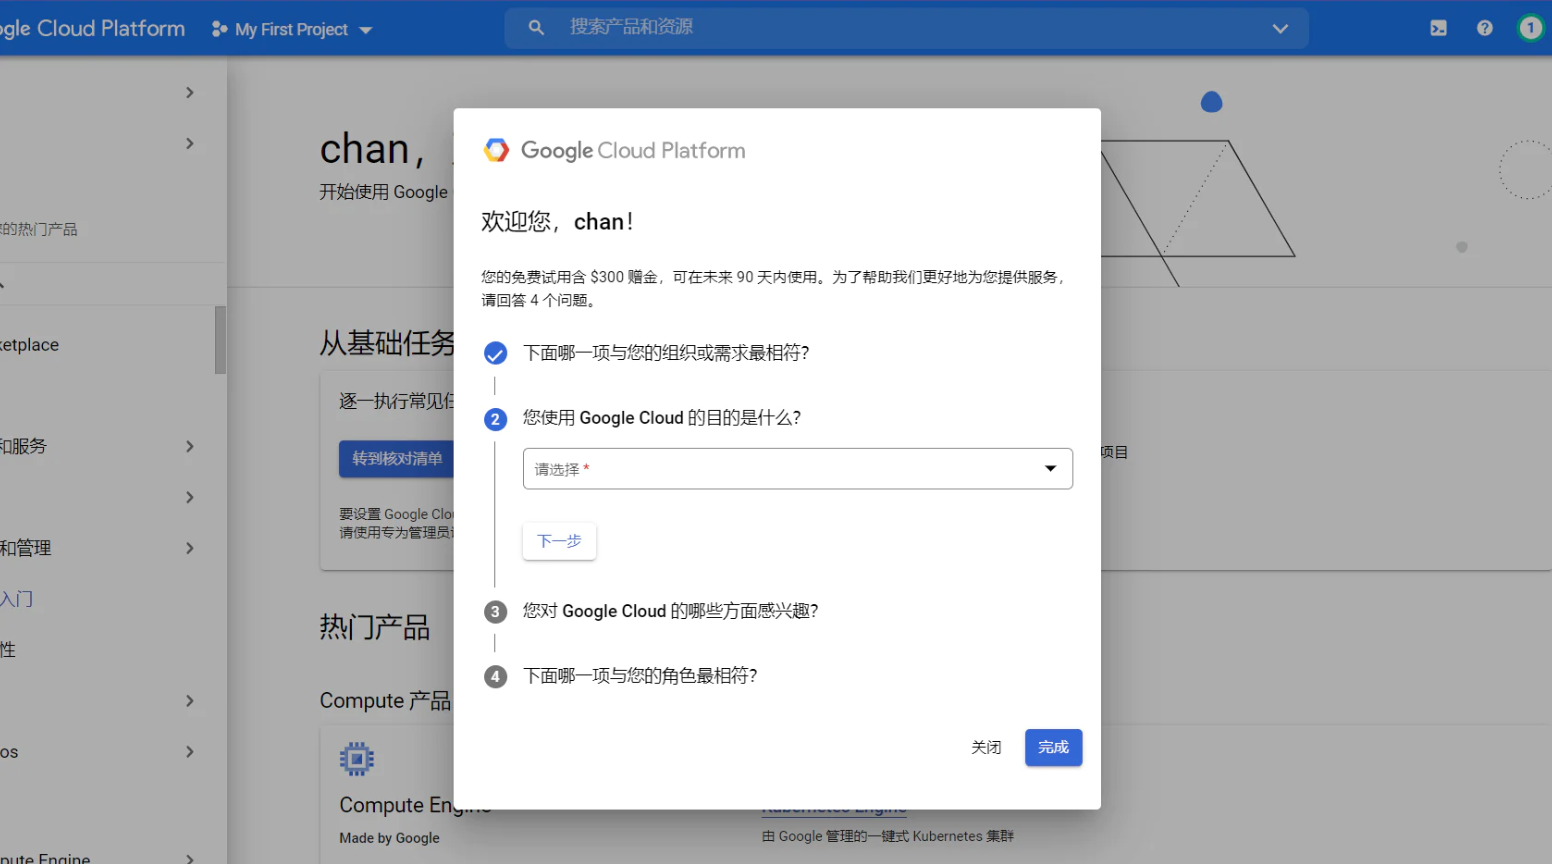 gle Cloud Platform
My First Project
搜索产品和资源
1
的热门产品
etplace
和服务
和管理
入门
性
os
pute Engine
chan，
开始使用 Google
从基础任务
逐一执行常见任
转到核对清单
要设置 Google Clou
请使用专为管理员
项目
热门产品
Compute 产品
Compute Engine
Made by Google
Kubernetes Engine
由 Google 管理的一键式 Kubernetes 集群
Google Cloud Platform
欢迎您，chan！
您的免费试用含 $300 赠金，可在未来 90 天内使用。为了帮助我们更好地为您提供服务，
请回答 4 个问题。
下面哪一项与您的组织或需求最相符？
2 您使用 Google Cloud 的目的是什么？
请选择 *
下一步
3 您对 Google Cloud 的哪些方面感兴趣？
4 下面哪一项与您的角色最相符？
关闭
完成